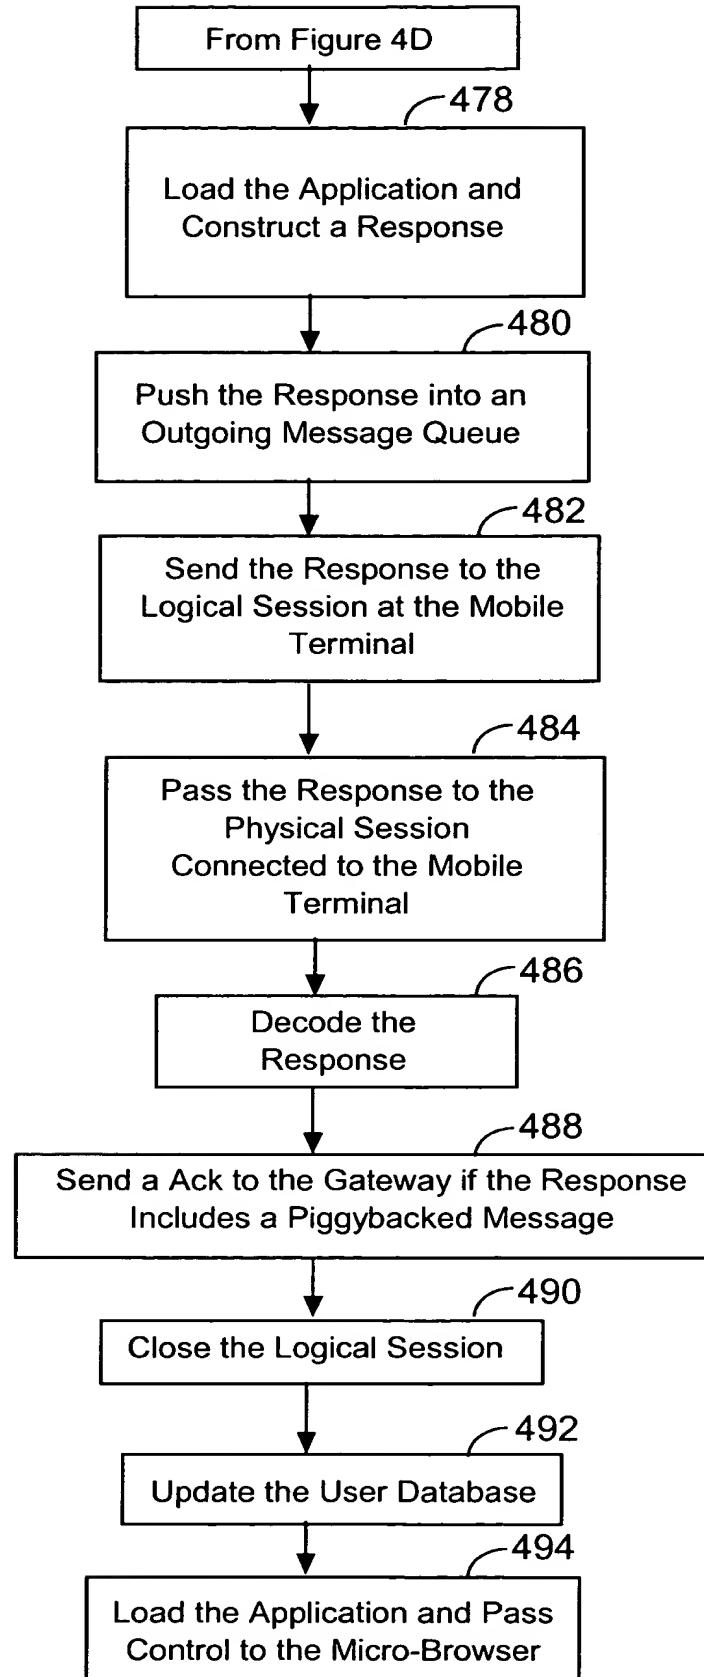 From Figure 4D
478
Load the Application and
Construct a Response
480
Push the Response into an
Outgoing Message Queue
482
Send the Response to the
Logical Session at the Mobile
Terminal
484
Pass the Response to the
Physical Session
Connected to the Mobile
Terminal
486
Decode the
Response
488
Send a Ack to the Gateway if the Response
Includes a Piggybacked Message
490
Close the Logical Session
492
Update the User Database
494
Load the Application and Pass
Control to the Micro-Browser